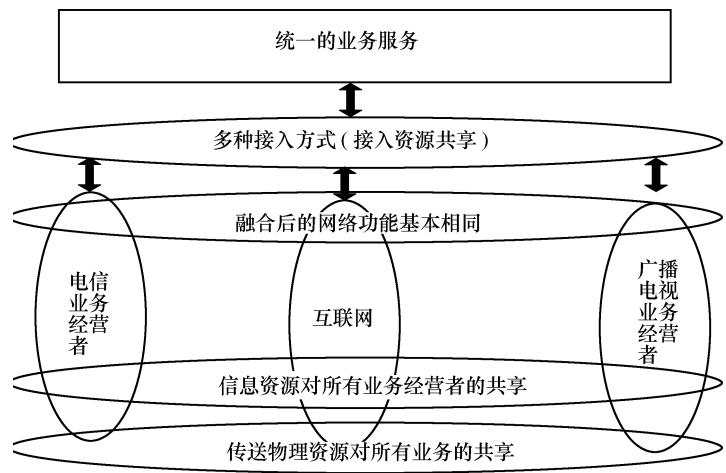 统一的业务服务
多种接入方式(接入资源共享)
融合后的网络功能基本相同
电信
业务
经营
者
互联网
广播
电视
业务
经营
者
信息资源对所有业务经营者的共享
传送物理资源对所有业务的共享